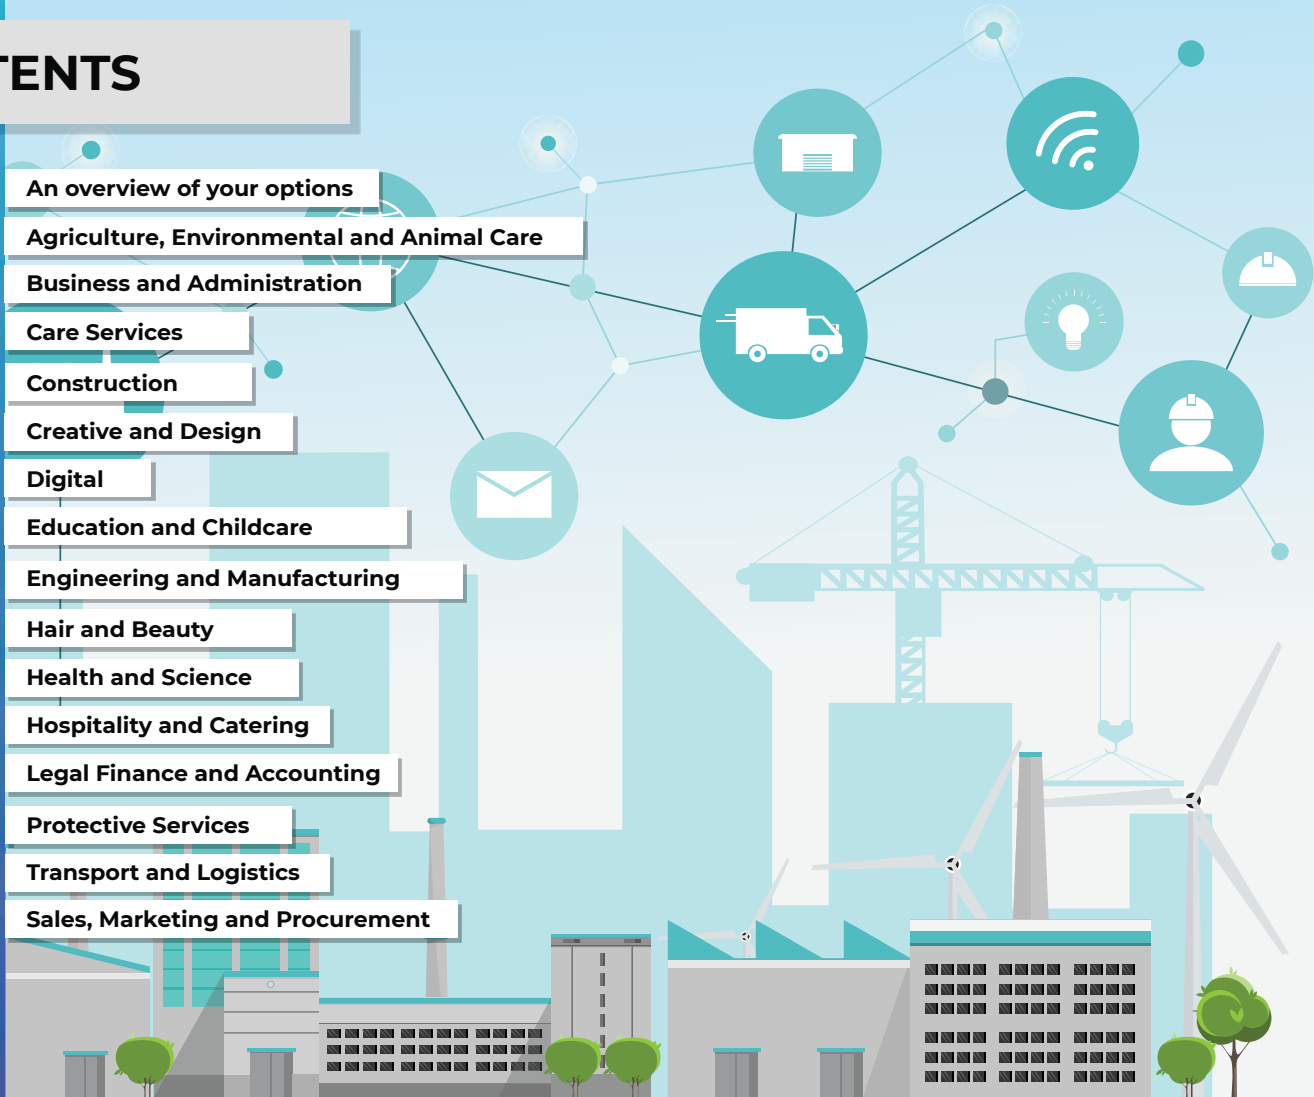 TENTS
An overview of your options
Agriculture, Environmental and Animal Care
Business and Administration
Care Services
Construction
Creative and Design
Digital
Education and Childcare
Engineering and Manufacturing
Hair and Beauty
Health and Science
Hospitality and Catering
Legal Finance and Accounting
Protective Services
Transport and Logistics
Sales, Marketing and Procurement